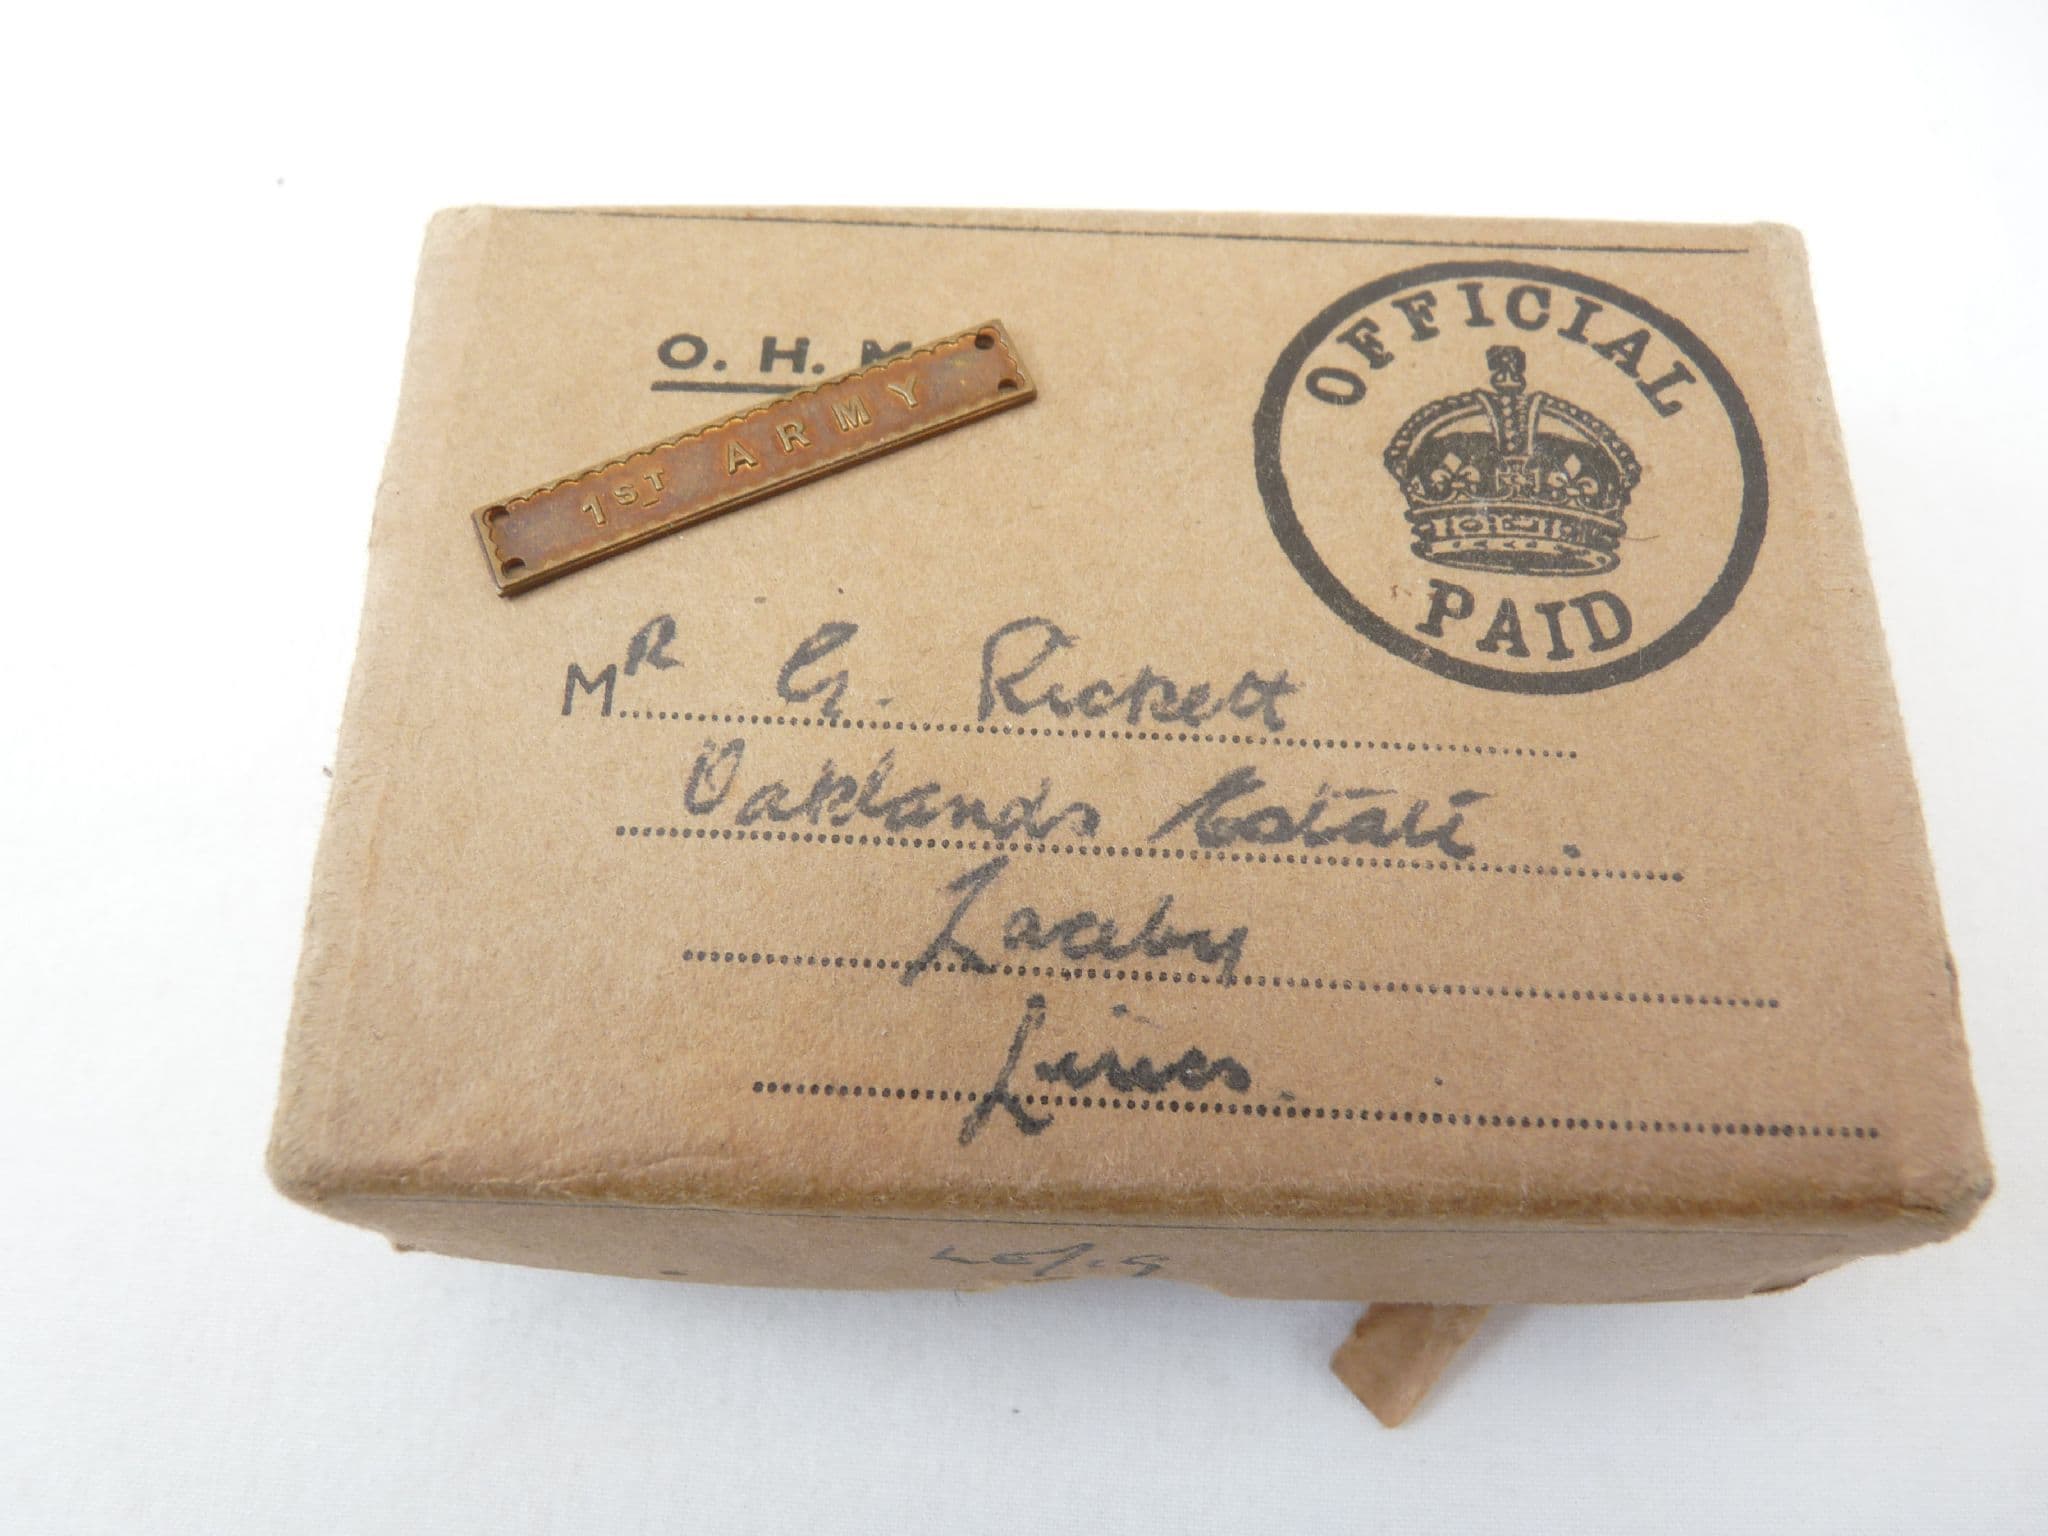 O. H. M
1ST ARMY
OFFICIAL
PAID
MR G. Rickett
Oaklands Estate.
Laceby
Lincs.